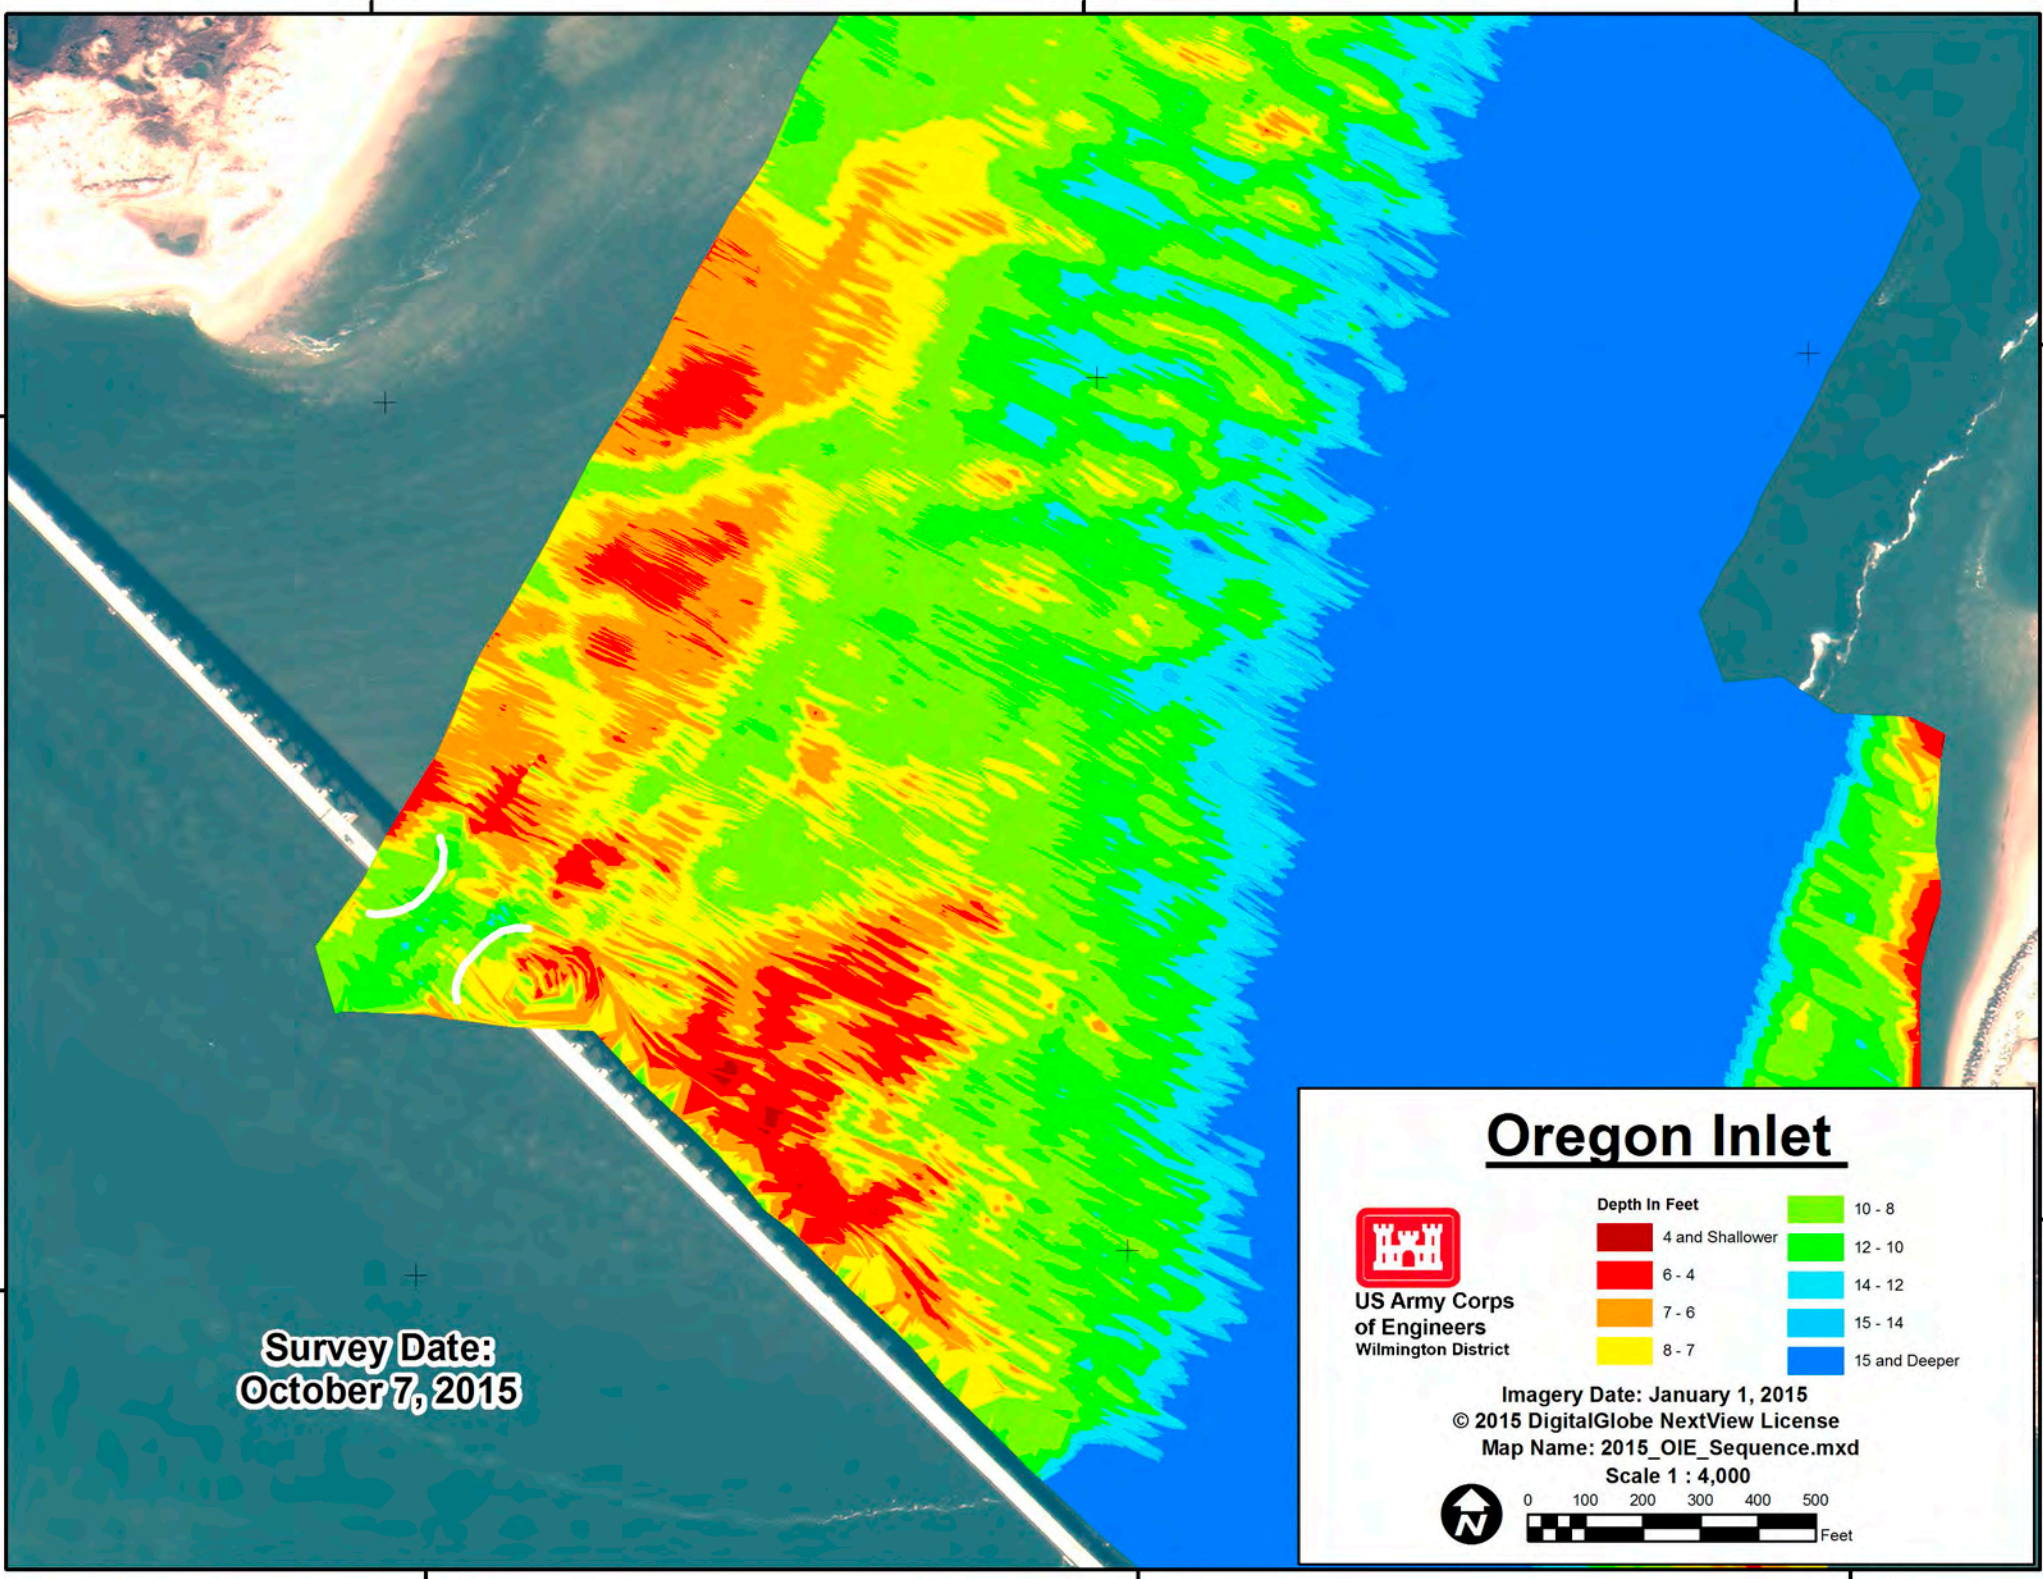 Survey Date:
October 7, 2015
Oregon Inlet
US Army Corps
of Engineers
Wilmington District
Depth In Feet
4 and Shallower
6 - 4
7 - 6
8 - 7
10 - 8
12 - 10
14 - 12
15 - 14
15 and Deeper
Imagery Date: January 1, 2015
© 2015 DigitalGlobe NextView License
Map Name: 2015_OIE_Sequence.mxd
Scale 1 : 4,000
N
0 100 200 300 400 500
Feet